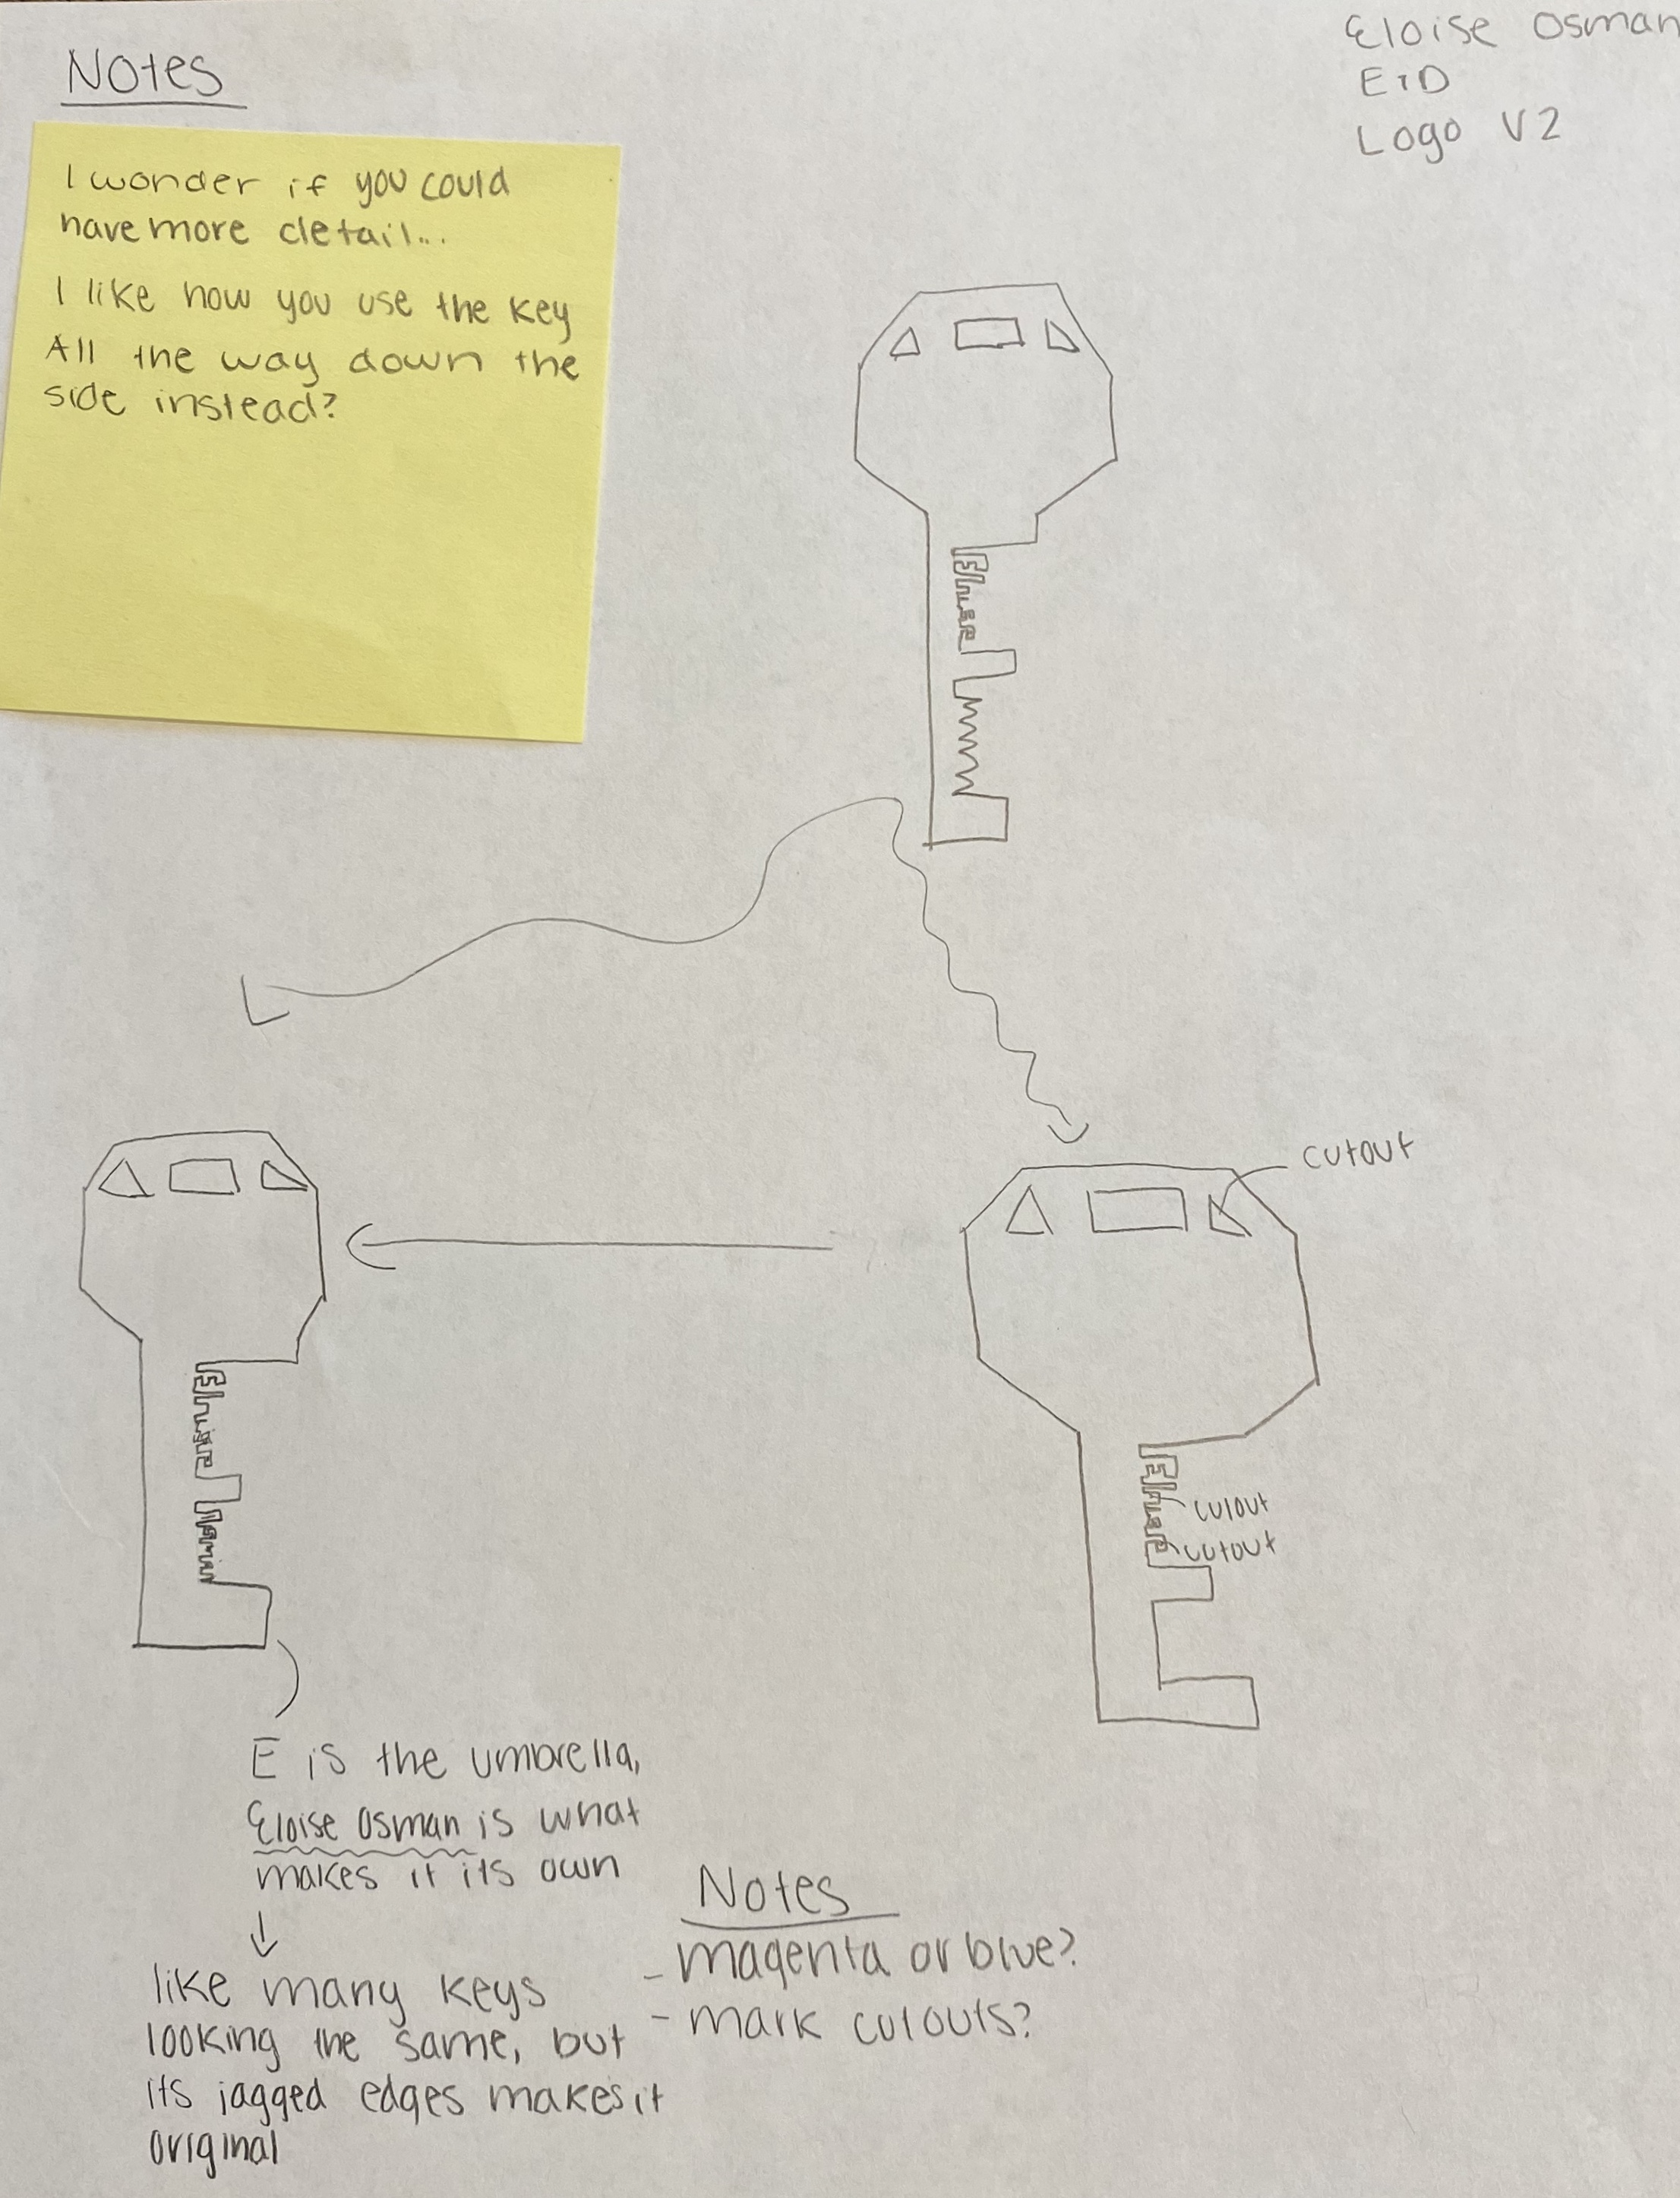 Notes
Eloise Osman
EID
Logo V2
I wonder if you could
have more detail...
I like how you use the key
All the way down the
side instead?
Eloise
cutout
Eloise
Eloise
cutout
cutout
E is the umbrella,
Eloise Osman is what
makes it its own
like many keys
looking the same, but
its jagged edges makes it
original
Notes
- magenta or blue?
- mark cutouts?